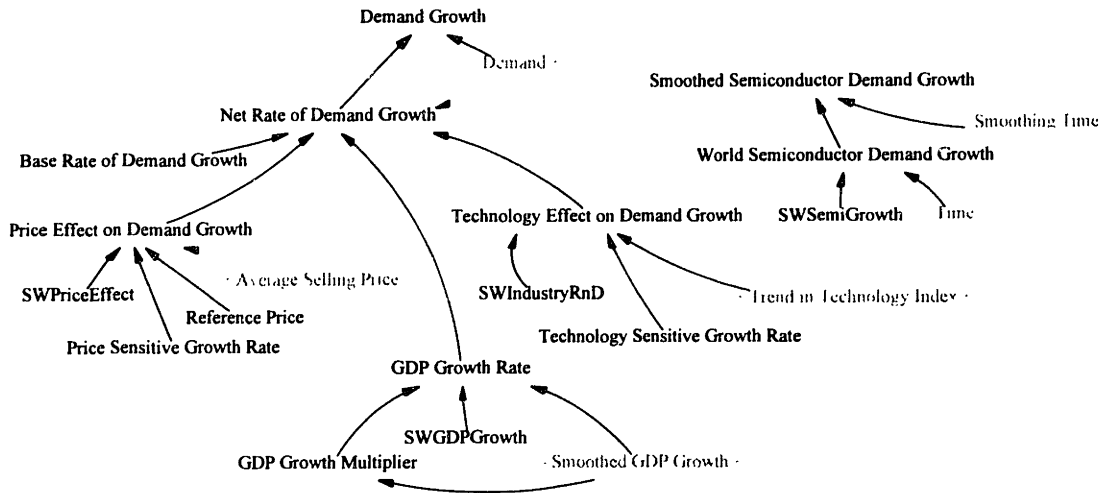 Demand Growth
Demand
Smoothed Semiconductor Demand Growth
Net Rate of Demand Growth
Smoothing Time
Base Rate of Demand Growth
World Semiconductor Demand Growth
Price Effect on Demand Growth
Technology Effect on Demand Growth
SWSemiGrowth
Time
Average Selling Price
SWPriceEffect
SWIndustryRnD
Trend in Technology Index
Reference Price
Price Sensitive Growth Rate
Technology Sensitive Growth Rate
GDP Growth Rate
SWGDPGrowth
GDP Growth Multiplier
Smoothed GDP Growth